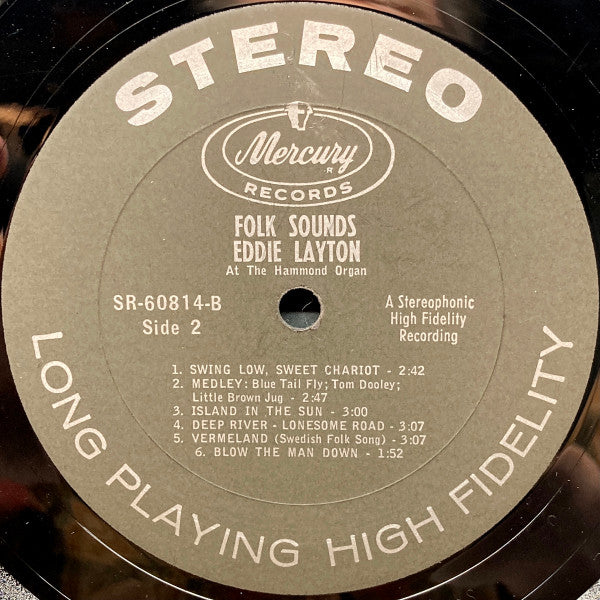 STEREO
Mercury
R
RECORDS
FOLK SOUNDS
EDDIE LAYTON
At The Hammond Organ
SR-60814-B
Side 2
A Stereophonic
High Fidelity
Recording
1. SWING LOW, SWEET CHARIOT - 2:42
2. MEDLEY: Blue Tail Fly; Tom Dooley;
Little Brown Jug - 2:47
3. ISLAND IN THE SUN - 3:00
4. DEEP RIVER - LONESOME ROAD - 3:07
5. VERMELAND (Swedish Folk Song) - 3:07
6. BLOW THE MAN DOWN - 1:52
LONG PLAYING HIGH FIDELITY